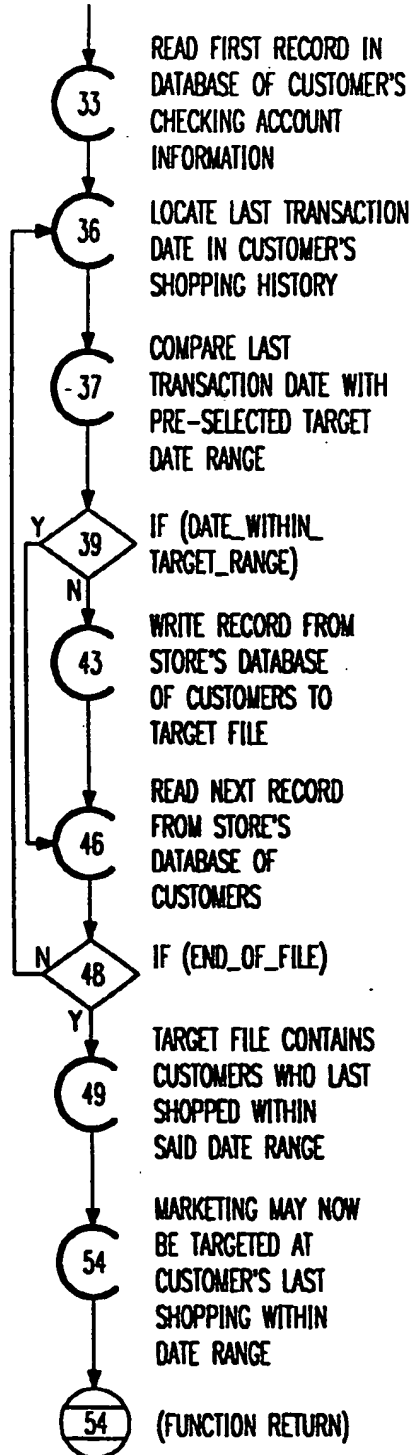 READ FIRST RECORD IN
DATABASE OF CUSTOMER'S
33
CHECKING ACCOUNT
INFORMATION
LOCATE LAST TRANSACTION
36
DATE IN CUSTOMER'S
SHOPPING HISTORY
COMPARE LAST
TRANSACTION DATE WITH
-37
PRE-SELECTED TARGET
DATE RANGE
Y
39
IF (DATE_WITHIN_
TARGET_RANGE)
N
WRITE RECORD FROM
43
STORE'S DATABASE
OF CUSTOMERS TO
TARGET FILE
READ NEXT RECORD
FROM STORE'S
46
DATABASE OF
CUSTOMERS
N
48
IF (END_OF_FILE)
Y
TARGET FILE CONTAINS
CUSTOMERS WHO LAST
49
SHOPPED WITHIN
SAID DATE RANGE
MARKETING MAY NOW
BE TARGETED AT
54
CUSTOMER'S LAST
SHOPPING WITHIN
DATE RANGE
54
(FUNCTION RETURN)